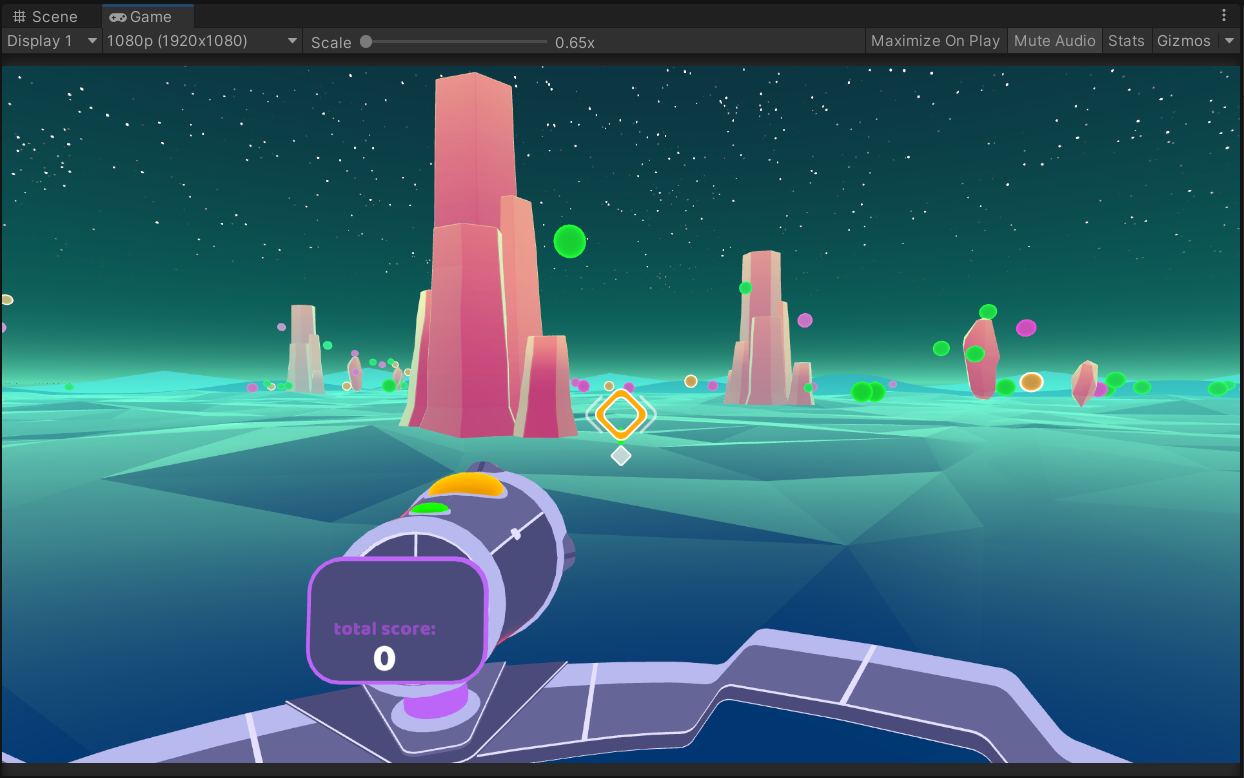 Scene Game
Display 1 1080p (1920x1080) Scale 0.65x Maximize On Play Mute Audio Stats Gizmos
total score:
0